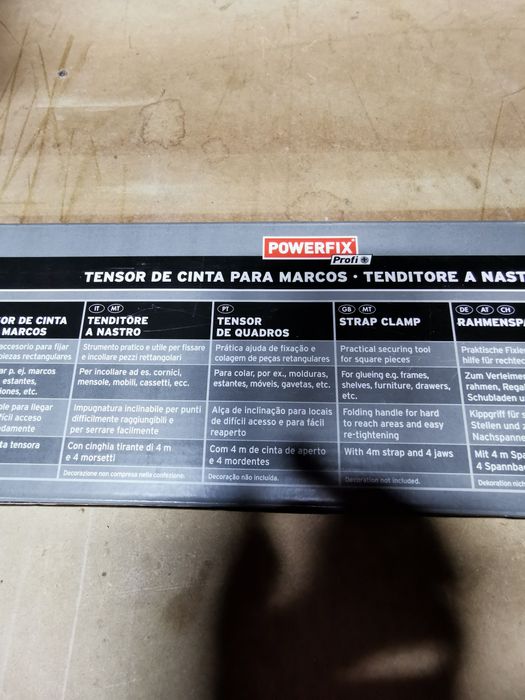 POWERFIX
Profi
TENSOR DE CINTA PARA MARCOS · TENDITORE A NAST
OR DE CINTA
MARCOS
accesorio para fijar
piezas rectangulares
ar p. ej. marcos
estantes,
iones, etc.
ble para llegar
ifícil acceso
damente
ta tensora
IT MT
TENDITORE
A NASTRO
Strumento pratico e utile per fissare
e incollare pezzi rettangolari
Per incollare ad es. cornici,
mensole, mobili, cassetti, ecc.
Impugnatura inclinabile per punti
difficilmente raggiungibili e
per serrare facilmente
Con cinghia tirante di 4 m
e 4 morsetti
Decorazione non compresa nella confezione.
PT
TENSOR
DE QUADROS
Prática ajuda de fixação e
colagem de peças retangulares
Para colar, por ex., molduras,
estantes, móveis, gavetas, etc.
Alça de inclinação para locais
de difícil acesso e para fácil
reaperto
Com 4 m de cinta de aperto
e 4 mordentes
Decoração não incluída.
GB MT
STRAP CLAMP
Practical securing tool
for square pieces
For glueing e.g. frames,
shelves, furniture, drawers,
etc.
Folding handle for hard
to reach areas and easy
re-tightening
With 4m strap and 4 jaws
Decoration not included.
DE AT CH
RAHMENSPA
Praktische Fixie
hilfe für rechtec
Zum Verleime
rahmen, Rega
Schubladen u
Kippgriff für s
Stellen und z
Nachspanne
Mit 4 m Spa
4 Spannba
Dekoration nich